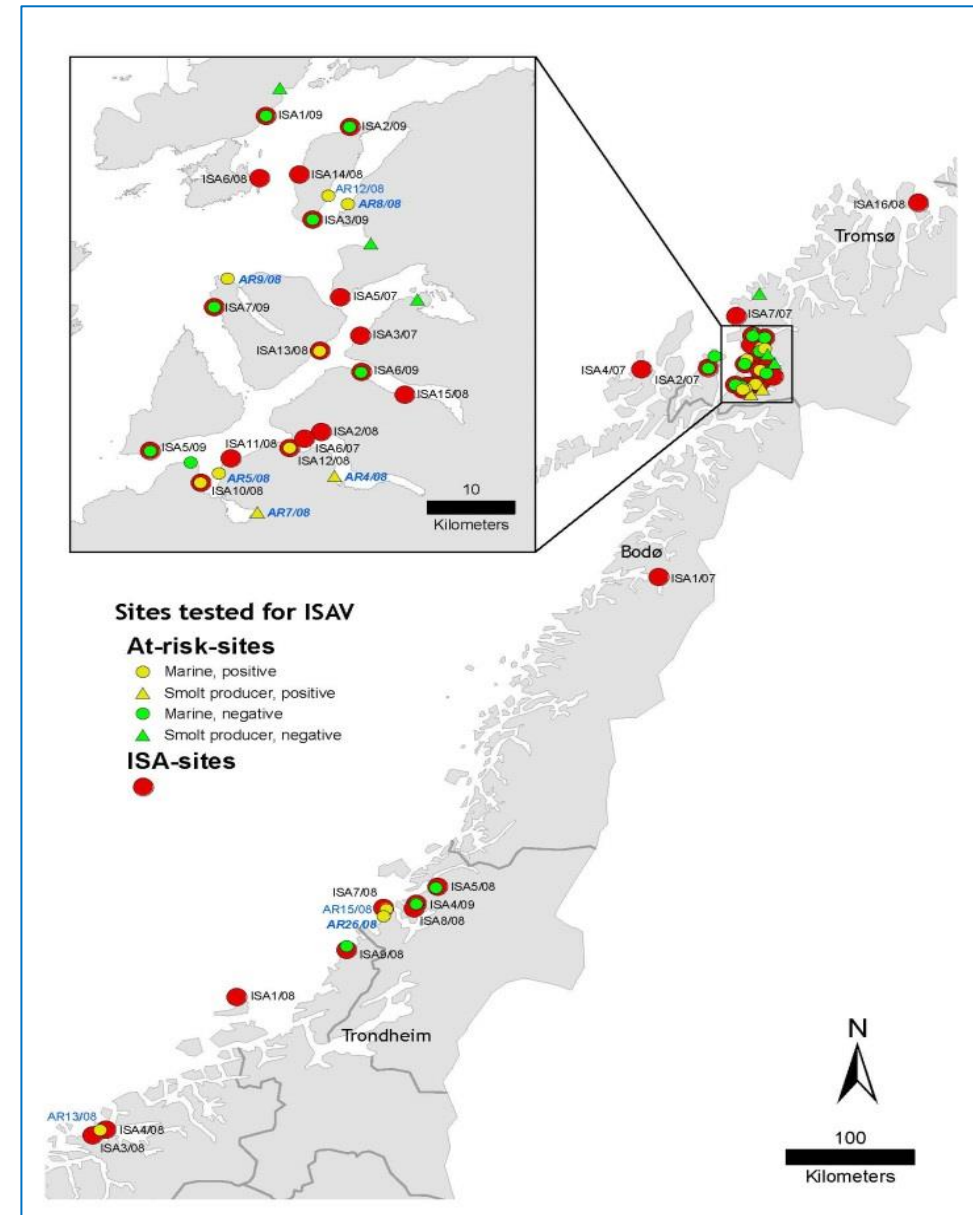 ISA1/09
ISA2/09
ISA6/08
ISA14/08
AR12/08
AR8/08
ISA3/09
AR9/08
ISA5/07
ISA7/09
ISA3/07
ISA13/08
ISA6/09
ISA15/08
ISA2/08
ISA5/09
ISA11/08
ISA6/07
ISA12/08
AR5/08
AR4/08
ISA10/08
AR7/08
10
Kilometers
ISA16/08
Tromsø
ISA7/07
ISA4/07
ISA2/07
Bodø
ISA1/07
Sites tested for ISAV
At-risk-sites
Marine, positive
Smolt producer, positive
Marine, negative
Smolt producer, negative
ISA-sites
ISA7/08
ISA5/08
AR15/08
ISA4/09
AR26/08
ISA8/08
ISA9/08
ISA1/08
Trondheim
N
AR13/08
ISA4/08
ISA3/08
100
Kilometers